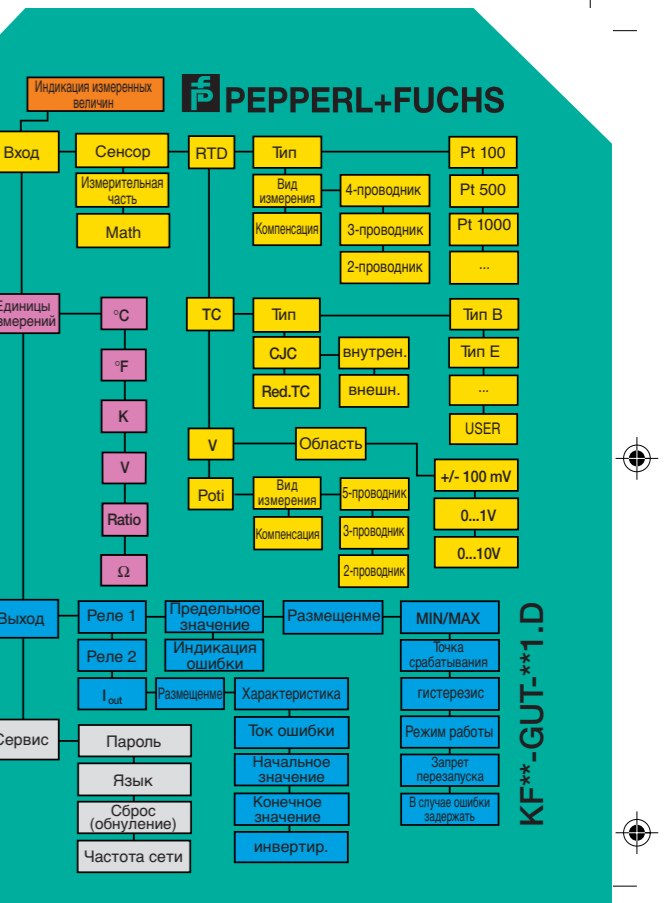 Индикация измеренных
величин
PEPPERL+FUCHS
Вход
Сенсор
RTD
Тип
Pt 100
Измерительная
часть
Вид
измерения
4-проводник
Pt 500
Math
Компенсация
3-проводник
Pt 1000
2-проводник
...
Единицы
змерений
°C
TC
Тип
Тип B
°F
CJC
внутрен.
Тип E
K
Red.TC
внешн.
...
USER
V
V
Область
+/- 100 mV
Ratio
Poti
Вид
измерения
5-проводник
0...1V
Компенсация
3-проводник
0...10V
Ω
2-проводник
Выход
Реле 1
Предельное
значение
Размещенме
MIN/MAX
Реле 2
Индикация
ошибки
Точка
срабатывания
I out
Размещенме
Характеристика
гистерезис
Ток ошибки
Режим работы
Начальное
значение
Запрет
перезапуска
Конечное
значение
В случае ошибки
задержать
инвертир.
Сервис
Пароль
Язык
Сброс
(обнуление)
Частота сети
KF**-GUT-**1.D